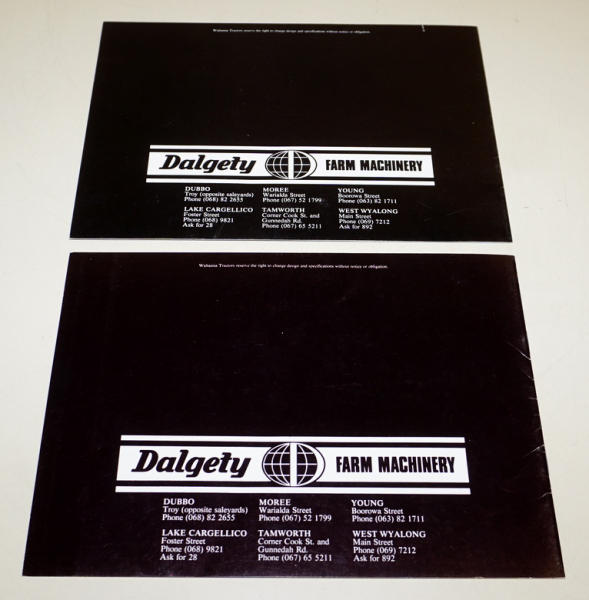 Waltanna Tractors reserve the right to change design and specifications without notice or obligation.
Dalgety FARM MACHINERY
DUBBO
Troy (opposite saleyards)
Phone (068) 82 2655
MOREE
Warialda Street
Phone (067) 52 1799
YOUNG
Boorowa Street
Phone (063) 82 1711
LAKE CARGELLICO
Foster Street
Phone (068) 9821
Ask for 28
TAMWORTH
Corner Cook St. and
Gunnedah Rd.
Phone (067) 65 5211
WEST WYALONG
Main Street
Phone (069) 7212
Ask for 892
Waltanna Tractors reserve the right to change design and specifications without notice or obligation.
Dalgety FARM MACHINERY
DUBBO
Troy (opposite saleyards)
Phone (068) 82 2655
MOREE
Warialda Street
Phone (067) 52 1799
YOUNG
Boorowa Street
Phone (063) 82 1711
LAKE CARGELLICO
Foster Street
Phone (068) 9821
Ask for 28
TAMWORTH
Corner Cook St. and
Gunnedah Rd.
Phone (067) 65 5211
WEST WYALONG
Main Street
Phone (069) 7212
Ask for 892